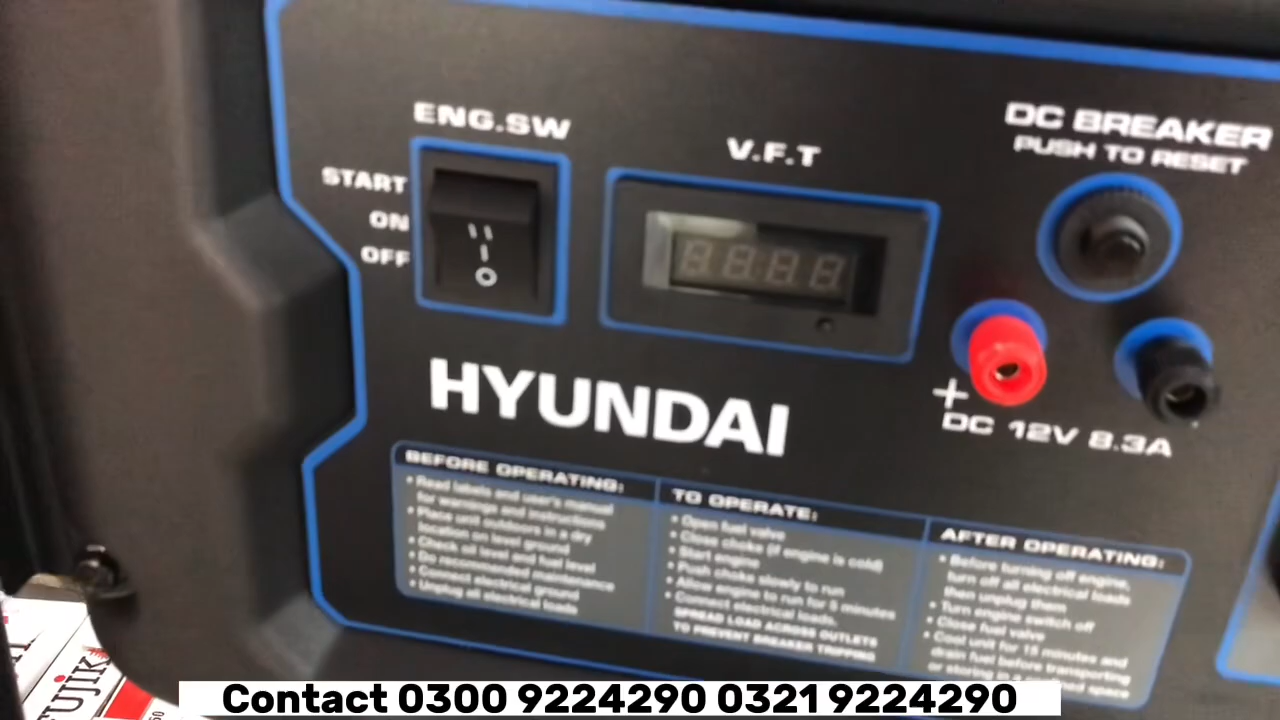 ENG.SW
START
ON
OFF
V.F.T
DC BREAKER
PUSH TO RESET
+
DC 12V 8.3A
HYUNDAI
BEFORE OPERATING:
• Read labels and user's manual
for warnings and instructions
• Place unit outdoors in a dry
location on level ground
• Check oil level and fuel level
• Do recommended maintenance
• Connect electrical ground
• Unplug all electrical loads
TO OPERATE:
• Open fuel valve
• Close choke (if engine is cold)
• Start engine
• Push choke slowly to run
• Allow engine to run for 5 minutes
• Connect electrical loads.
SPREAD LOAD ACROSS OUTLETS
TO PREVENT BREAKER TRIPPING
AFTER OPERATING:
• Before turning off engine,
turn off all electrical loads
then unplug them
• Turn engine switch off
• Close fuel valve
• Cool unit for 15 minutes and
drain fuel before transporting
or storing in a space
FUJIK
Contact 0300 9224290 0321 9224290